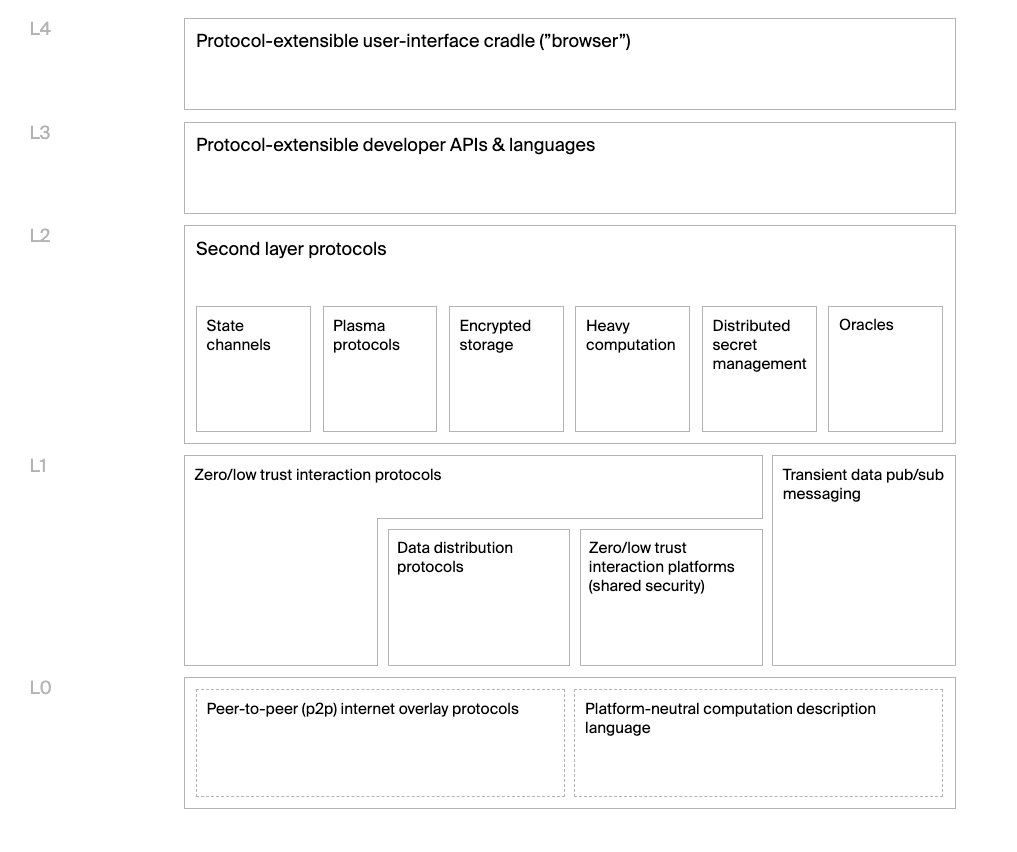 L4
Protocol-extensible user-interface cradle (”browser”)
L3
Protocol-extensible developer APIs & languages
L2
Second layer protocols
State
channels
Plasma
protocols
Encrypted
storage
Heavy
computation
Distributed
secret
management
Oracles
L1
Zero/low trust interaction protocols
Transient data pub/sub
messaging
Data distribution
protocols
Zero/low trust
interaction platforms
(shared security)
L0
Peer-to-peer (p2p) internet overlay protocols
Platform-neutral computation description
language